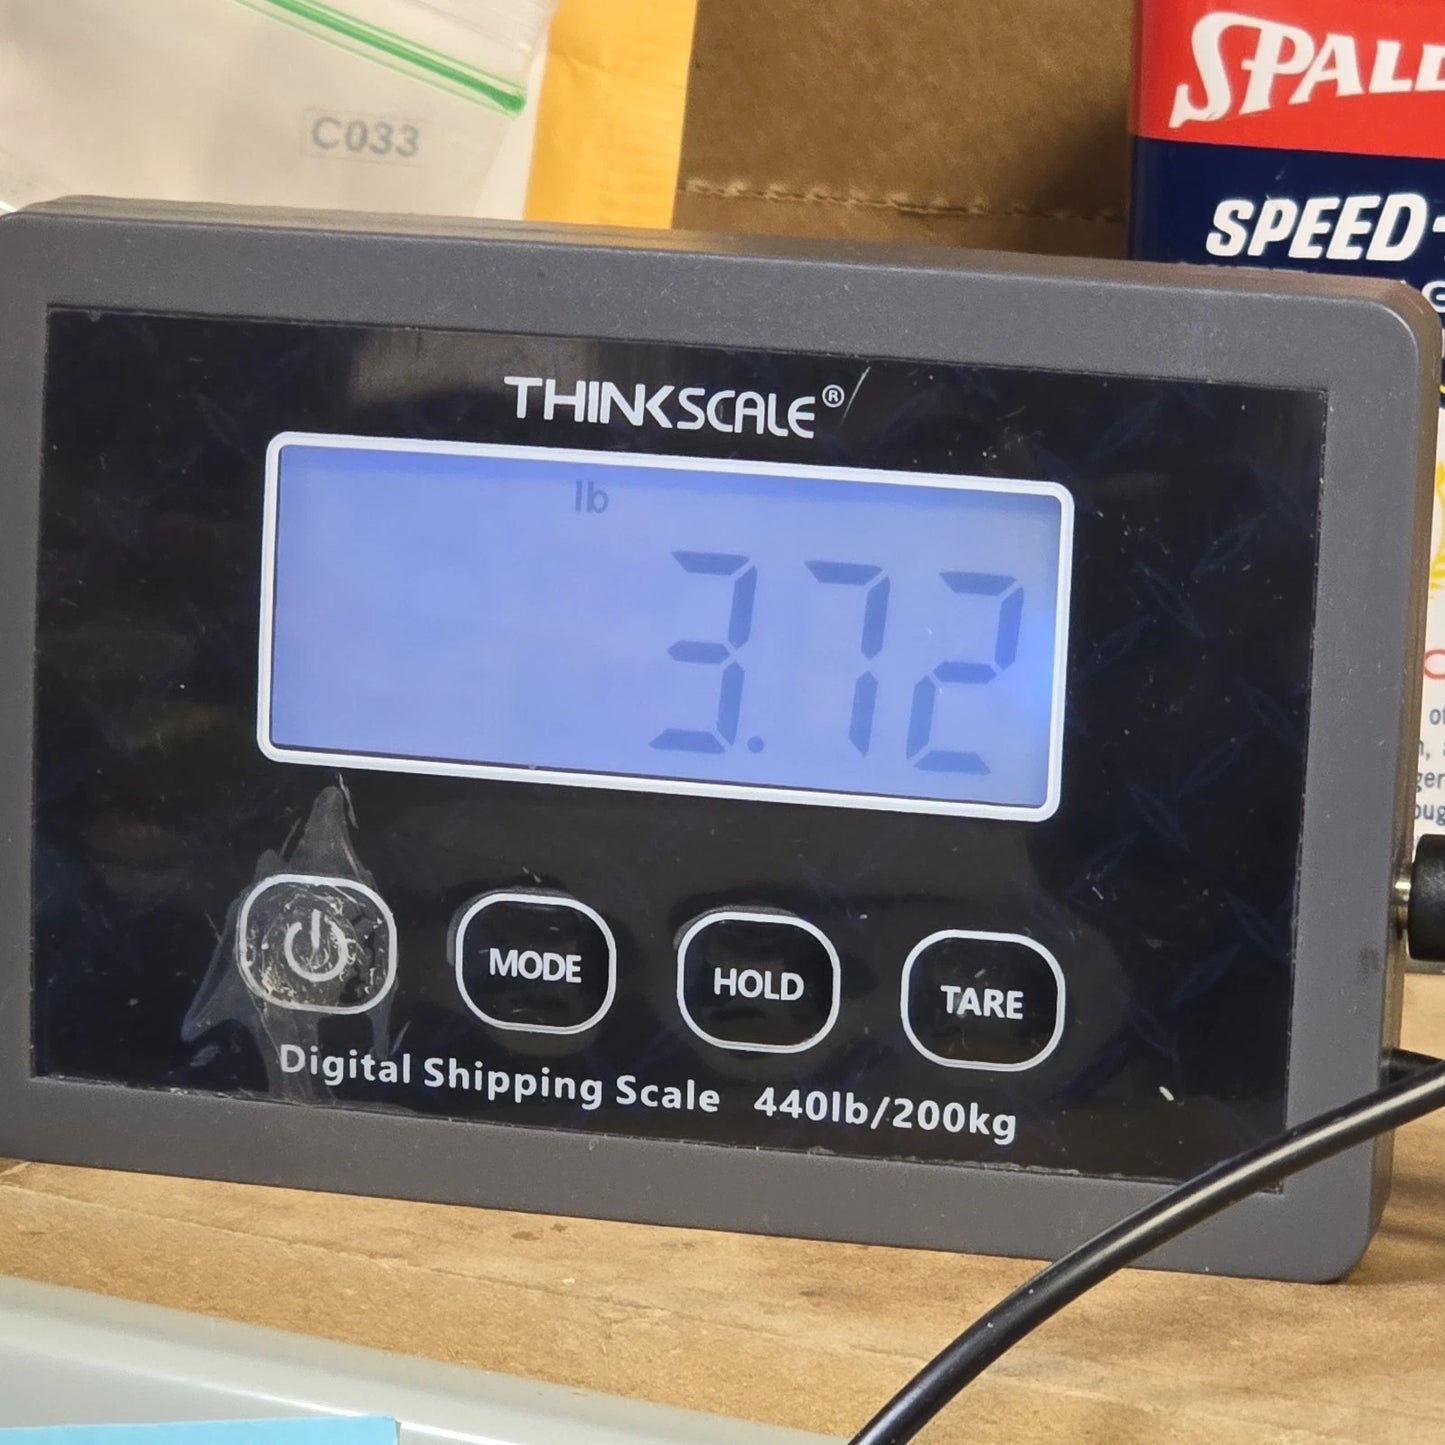 C033
SPALD
SPEED-
THINKSCALE®
lb
3.72
MODE
HOLD
TARE
Digital Shipping Scale 440lb/200kg